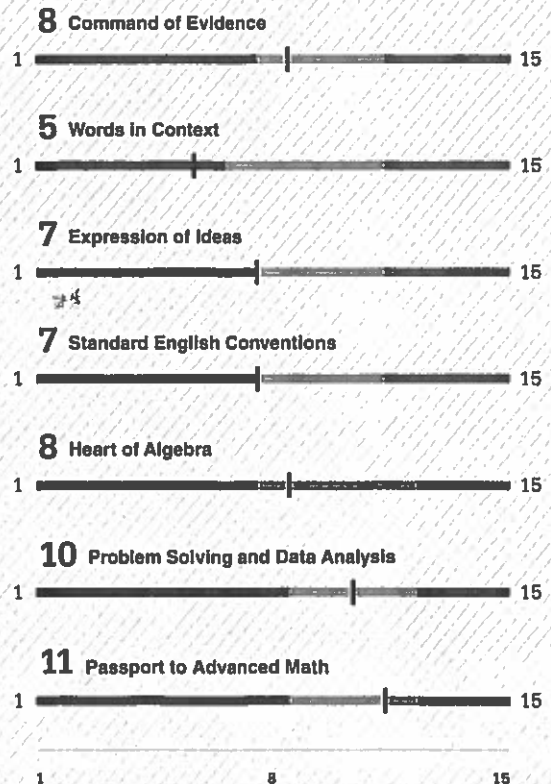 8 Command of Evidence
1 15
5 Words in Context
1 15
7 Expression of Ideas
1 15
7 Standard English Conventions
1 15
8 Heart of Algebra
1 15
10 Problem Solving and Data Analysis
1 15
11 Passport to Advanced Math
1 15
1 8 15